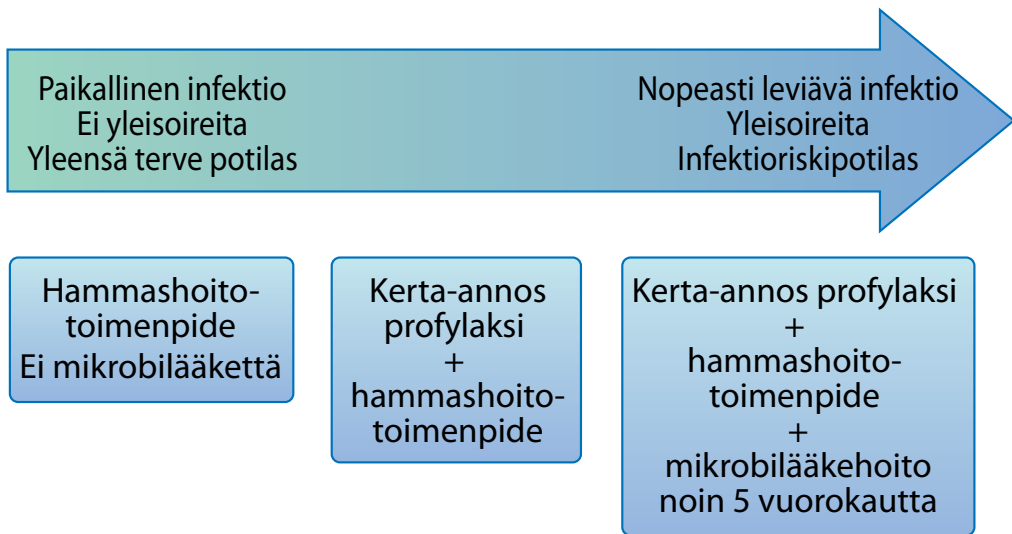 Paikallinen infektio
Ei yleisoireita
Yleensä terve potilas
Nopeasti leviävä infektio
Yleisoireita
Infektioriskipotilas
Hammashoito-
toimenpide
Ei mikrobilääkettä
Kerta-annos
profylaksi
+
hammashoito-
toimenpide
Kerta-annos profylaksi
+
hammashoito-
toimenpide
+
mikrobilääkehoito
noin 5 vuorokautta